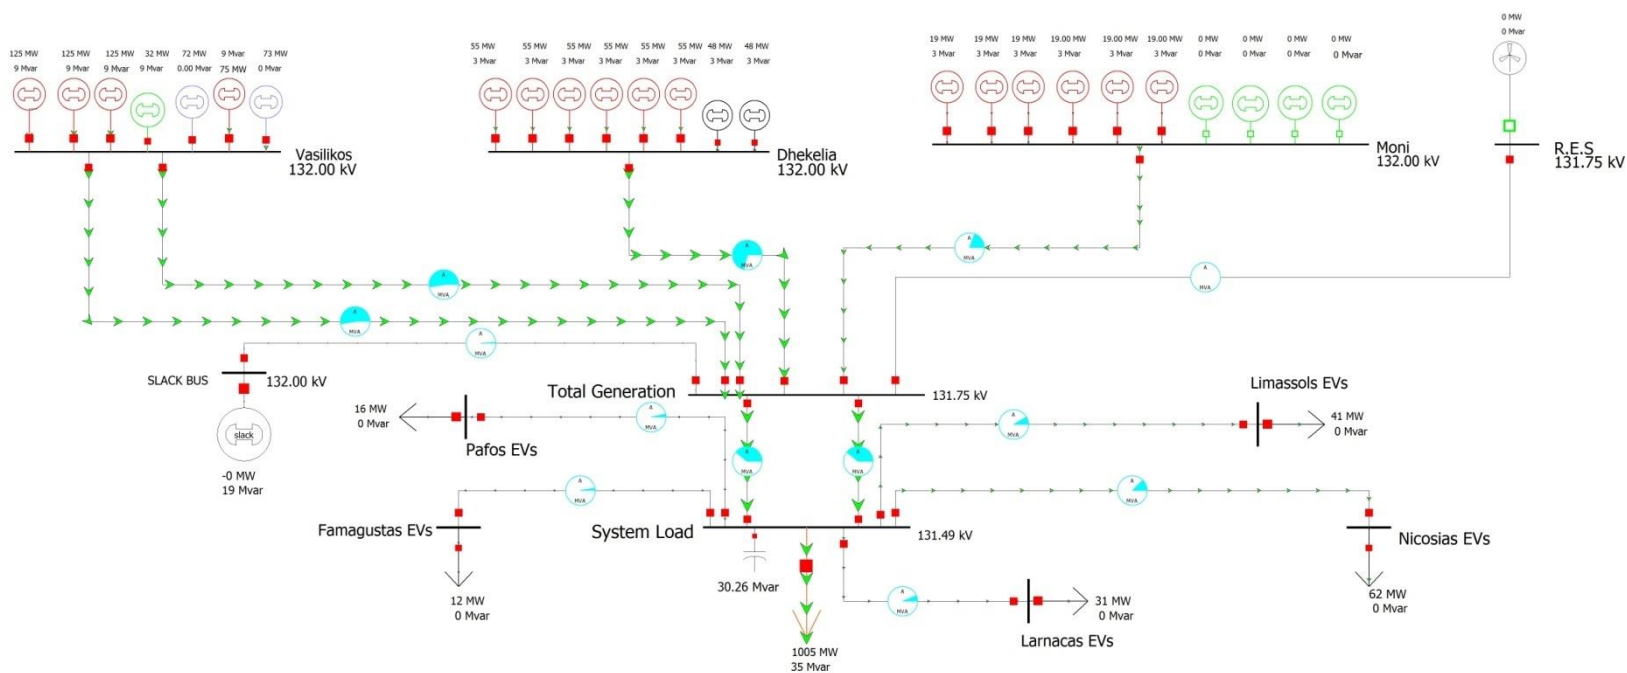 125 MW
9 Mvar
125 MW
9 Mvar
125 MW
9 Mvar
32 MW
9 Mvar
72 MW
0.00 Mvar
9 Mvar
75 MW
73 MW
0 Mvar
Vasilikos
132.00 kV
55 MW
3 Mvar
55 MW
3 Mvar
55 MW
3 Mvar
55 MW
3 Mvar
55 MW
3 Mvar
55 MW
3 Mvar
48 MW
3 Mvar
48 MW
3 Mvar
Dhekelia
132.00 kV
19 MW
3 Mvar
19 MW
3 Mvar
19 MW
3 Mvar
19.00 MW
3 Mvar
19.00 MW
3 Mvar
19.00 MW
3 Mvar
0 MW
0 Mvar
0 MW
0 Mvar
0 MW
0 Mvar
0 MW
0 Mvar
Moni
132.00 kV
0 MW
0 Mvar
R.E.S
131.75 kV
A
MVA
A
MVA
A
MVA
A
MVA
A
MVA
A
MVA
SLACK BUS
132.00 kV
slack
-0 MW
19 Mvar
Total Generation
131.75 kV
16 MW
0 Mvar
Pafos EVs
A
MVA
A
MVA
A
MVA
A
MVA
Limassols EVs
41 MW
0 Mvar
Famagustas EVs
12 MW
0 Mvar
A
MVA
System Load
131.49 kV
30.26 Mvar
1005 MW
35 Mvar
A
MVA
Nicosias EVs
62 MW
0 Mvar
A
MVA
31 MW
0 Mvar
Larnacas EVs